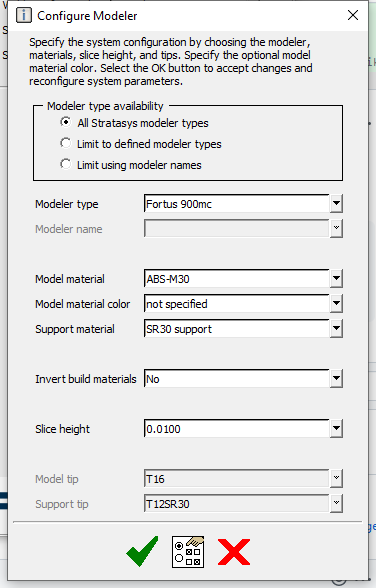 Configure Modeler
Specify the system configuration by choosing the modeler,
materials, slice height, and tips. Specify the optional model
material color. Select the OK button to accept changes and
reconfigure system parameters.
Modeler type availability
All Stratasys modeler types
Limit to defined modeler types
Limit using modeler names
Modeler type Fortus 900mc
Modeler name
Model material ABS-M30
Model material color not specified
Support material SR30 support
Invert build materials No
Slice height 0.0100
Model tip T16
Support tip T12SR30